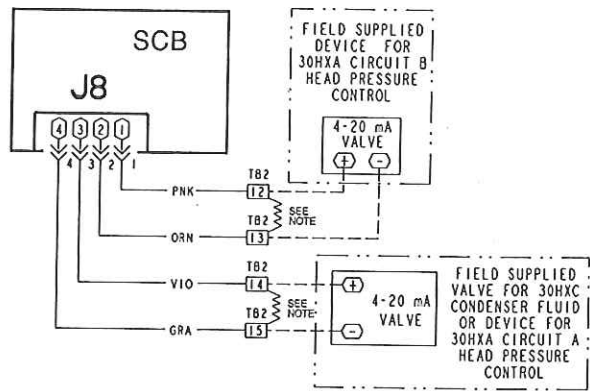 SCB
J8
4 3 2 1
4 3 2 1
FIELD SUPPLIED
DEVICE FOR
30HXA CIRCUIT B
HEAD PRESSURE
CONTROL
4-20 mA
VALVE
+ -
PNK
TB2
12
SEE
NOTE
ORN
TB2
13
VIO
TB2
14
SEE
NOTE
GRA
TB2
15
+
4-20 mA
VALVE
-
FIELD SUPPLIED
VALVE FOR 30HXC
CONDENSER FLUID
OR DEVICE FOR
30HXA CIRCUIT A
HEAD PRESSURE
CONTROL